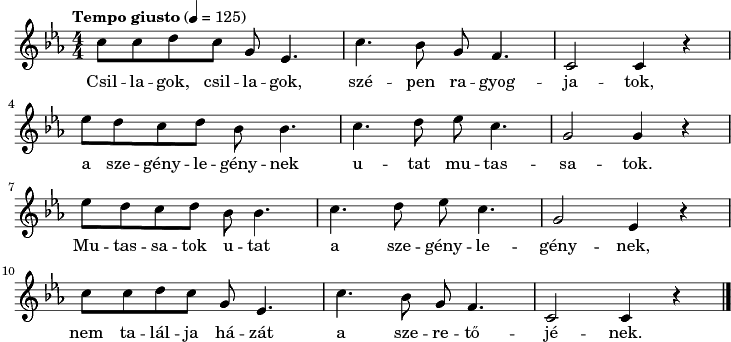 Tempo giusto (♩ = 125)
Csil -- la -- gok, csil -- la -- gok, szé -- pen ra -- gyog -- ja -- tok,
4
a sze -- gény -- le -- gény -- nek u -- tat mu -- tas -- sa -- tok.
7
Mu -- tas -- sa -- tok u -- tat a sze -- gény -- le -- gény -- nek,
10
nem ta -- lál -- ja há -- zát a sze -- re -- tő -- jé -- nek.